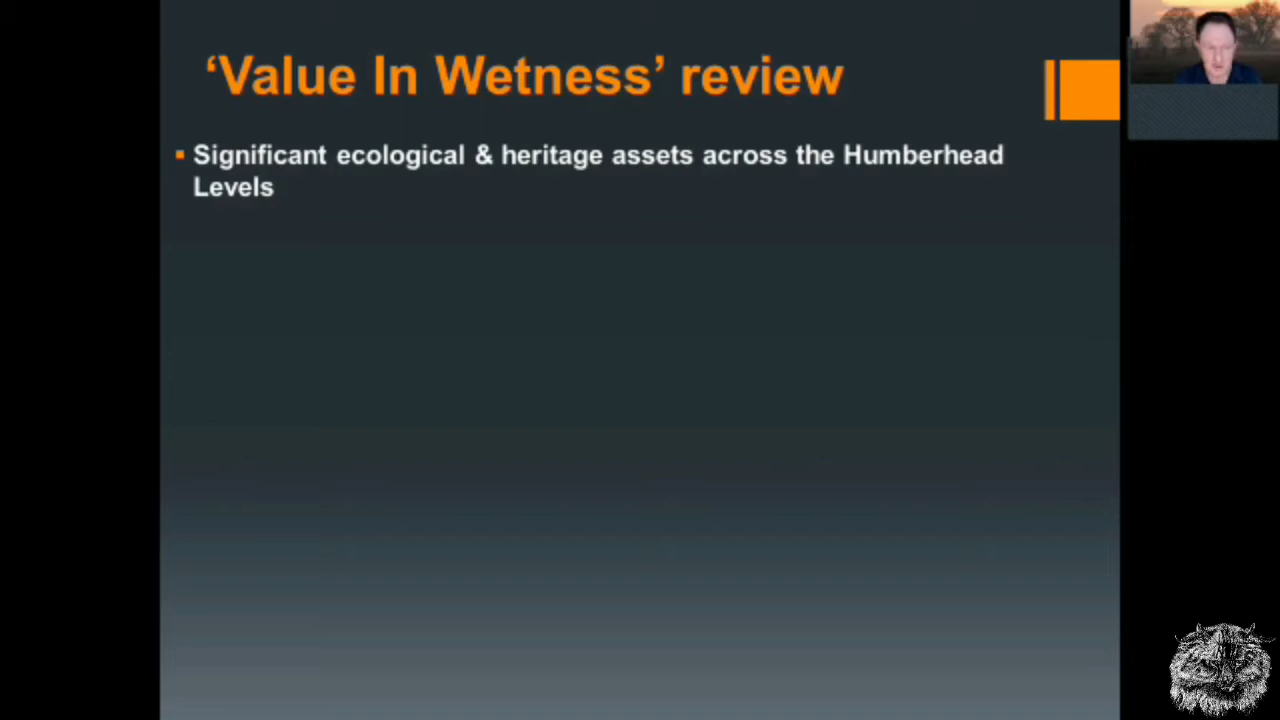 ‘Value In Wetness’ review
Significant ecological & heritage assets across the Humberhead
Levels